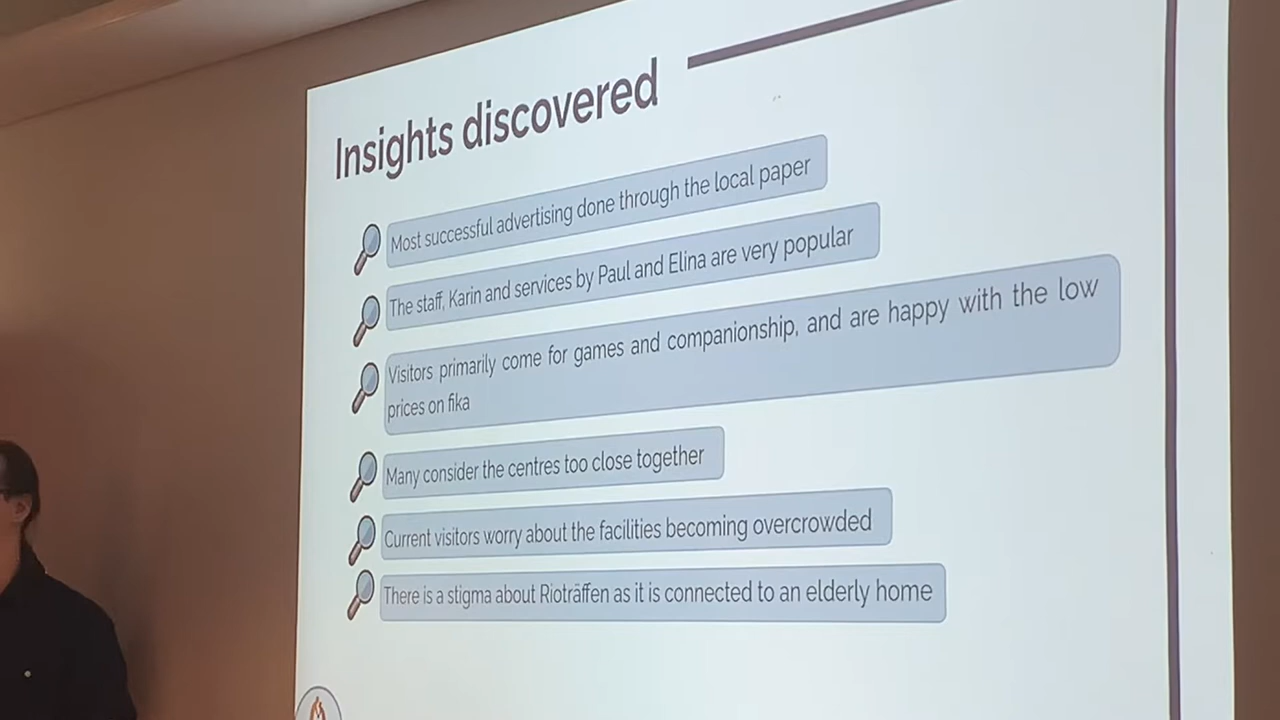 Insights discovered
Most successful advertising done through the local paper
The staff, Karin and services by Paul and Elina are very popular
Visitors primarily come for games and companionship, and are happy with the low
prices on fika
Many consider the centres too close together
Current visitors worry about the facilities becoming overcrowded
There is a stigma about Rioträffen as it is connected to an elderly home